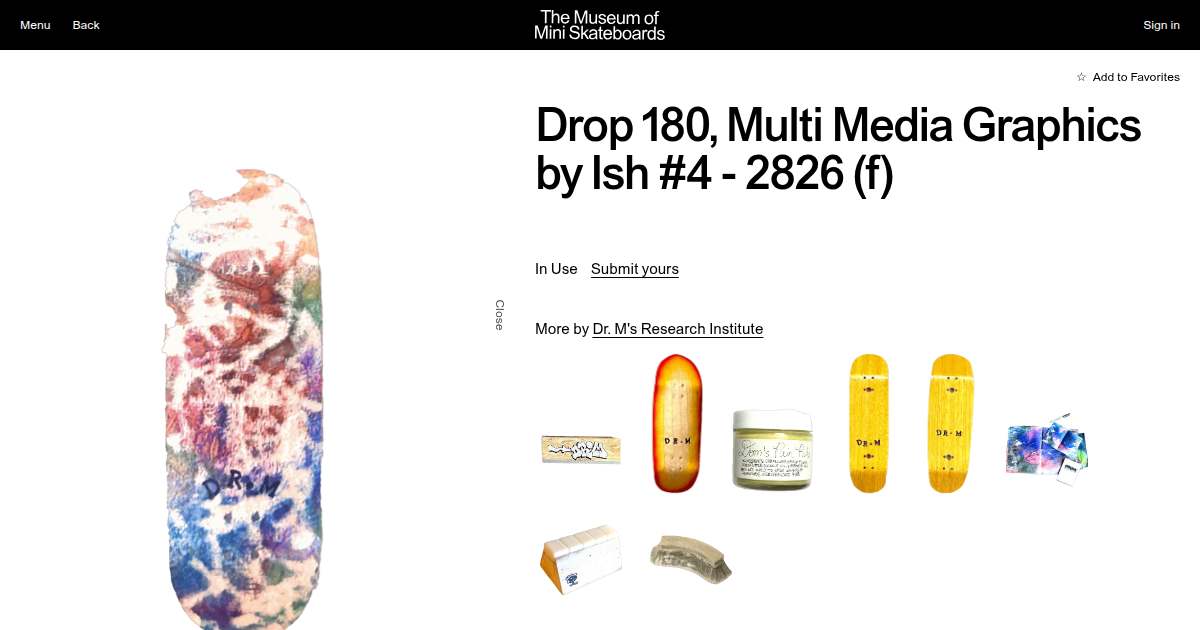 Menu
Back
The Museum of
Mini Skateboards
Sign in
☆ Add to Favorites
Drop 180, Multi Media Graphics
by Ish #4 - 2826 (f)
In Use Submit yours
Close
More by Dr. M's Research Institute
DR.M
DR.M
DR.M
DR.M